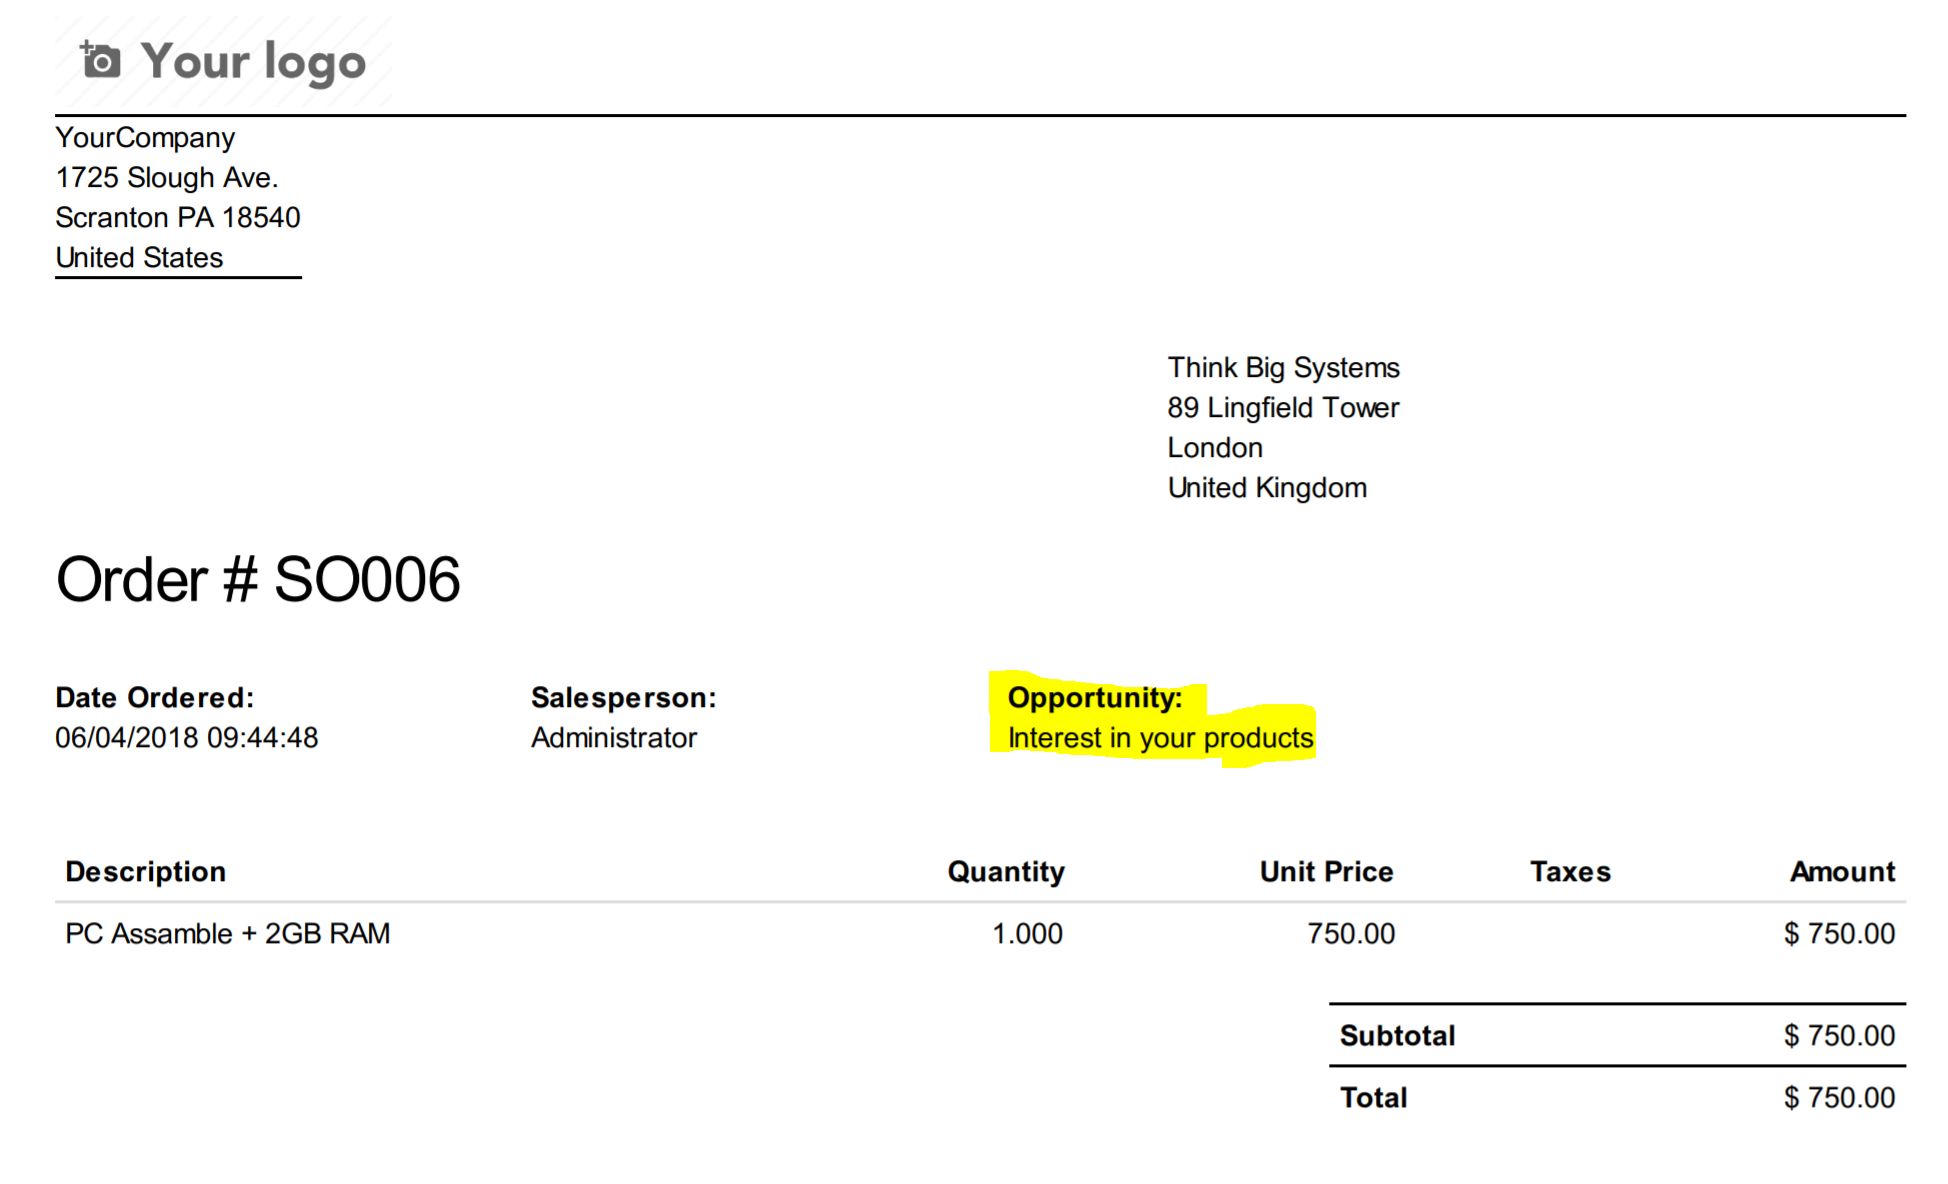 Your logo
YourCompany
1725 Slough Ave.
Scranton PA 18540
United States
Think Big Systems
89 Lingfield Tower
London
United Kingdom
Order # SO006
Date Ordered: Salesperson: Opportunity:
06/04/2018 09:44:48 Administrator Interest in your products
Description Quantity Unit Price Taxes Amount
PC Assamble + 2GB RAM 1.000 750.00 $ 750.00
Subtotal $ 750.00
Total $ 750.00